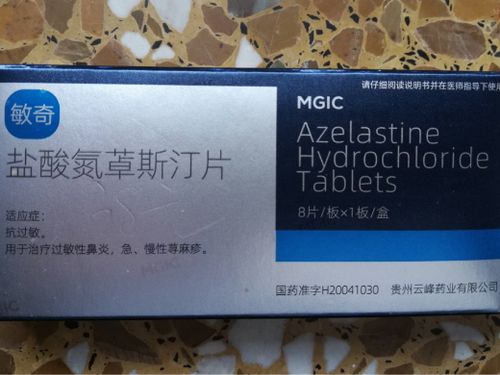 敏奇
盐酸氮䓬斯汀片
适应症：
抗过敏。
用于治疗过敏性鼻炎，急、慢性荨麻疹。
MGIC
请仔细阅读说明书并在医师指导下使用
MGIC
Azelastine
Hydrochloride
Tablets
8片/板×1板/盒
国药准字H20041030 贵州云峰药业有限公司
MGIC